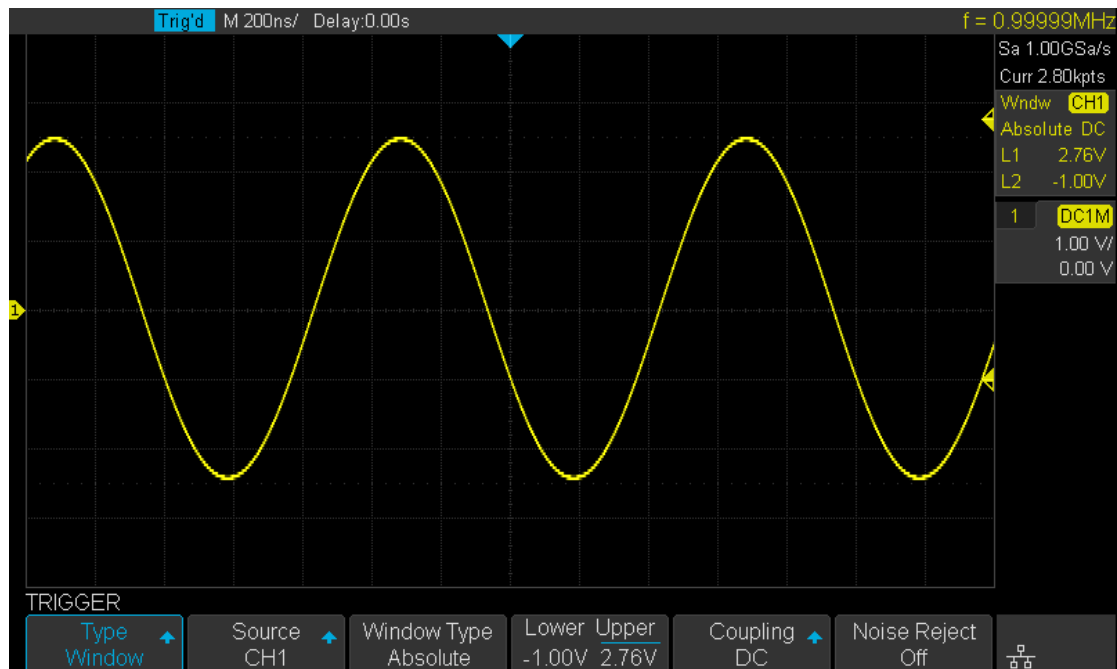 Trig'd M 200ns/ Delay:0.00s f = 0.99999MHz
Sa 1.00GSa/s
Curr 2.80kpts
Wndw CH1
Absolute DC
L1 2.76V
L2 -1.00V
1 DC1M
1.00 V/
0.00 V
1
TRIGGER
Type Source Window Type Lower Upper Coupling Noise Reject
Window CH1 Absolute -1.00V 2.76V DC Off